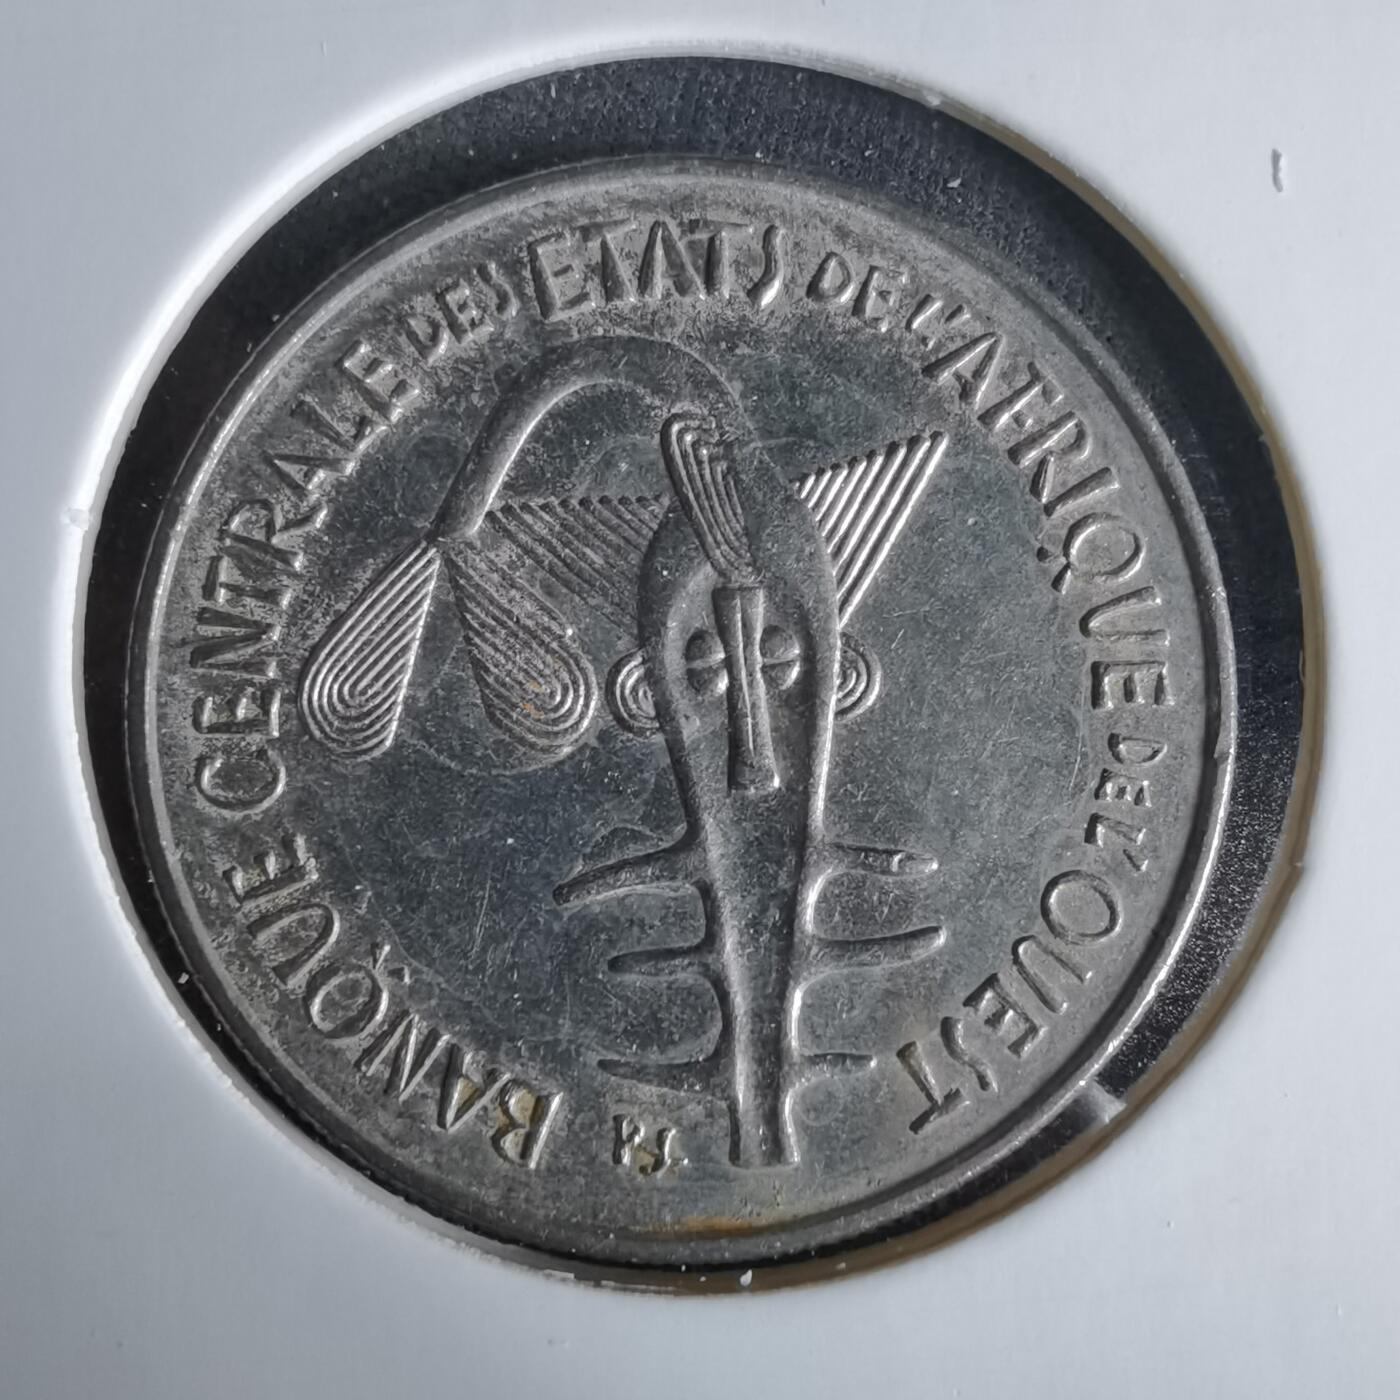 BANQUE CENTRALE DES ETATS DE L'AFRIQUE DE L'OUEST